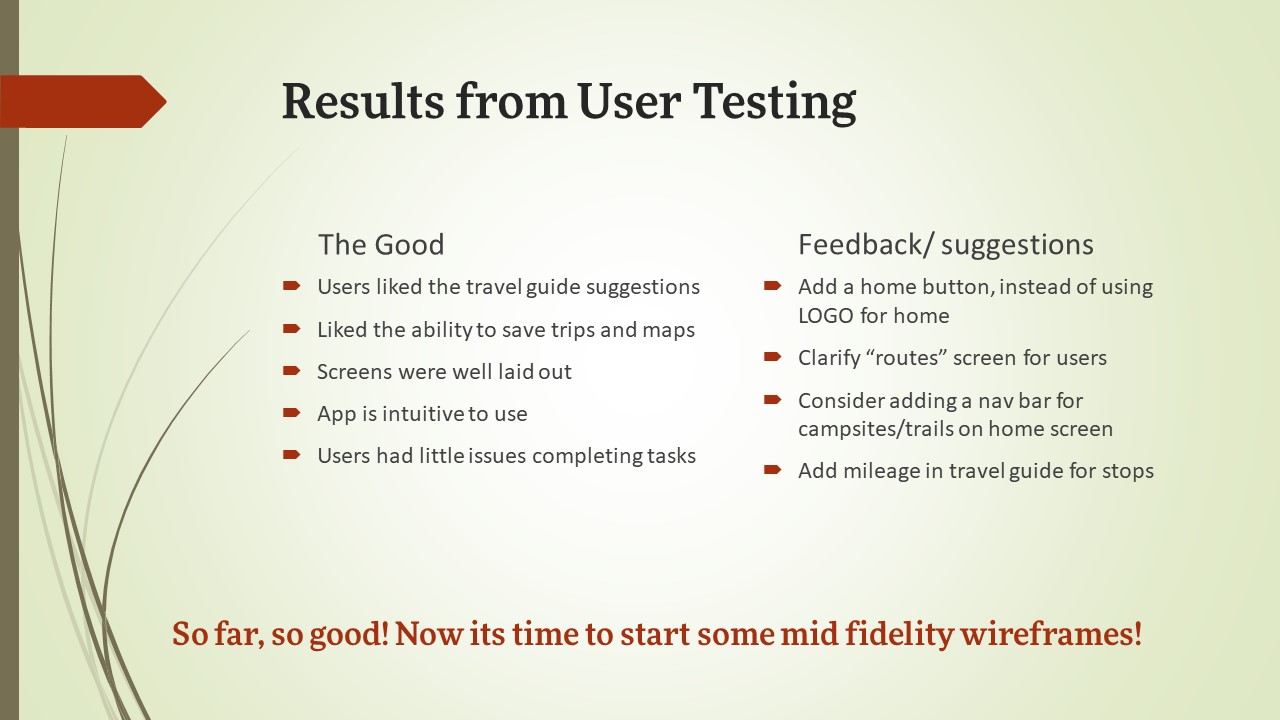 Results from User Testing
The Good
Users liked the travel guide suggestions
Liked the ability to save trips and maps
Screens were well laid out
App is intuitive to use
Users had little issues completing tasks
Feedback/ suggestions
Add a home button, instead of using
LOGO for home
Clarify “routes” screen for users
Consider adding a nav bar for
campsites/trails on home screen
Add mileage in travel guide for stops
So far, so good! Now its time to start some mid fidelity wireframes!